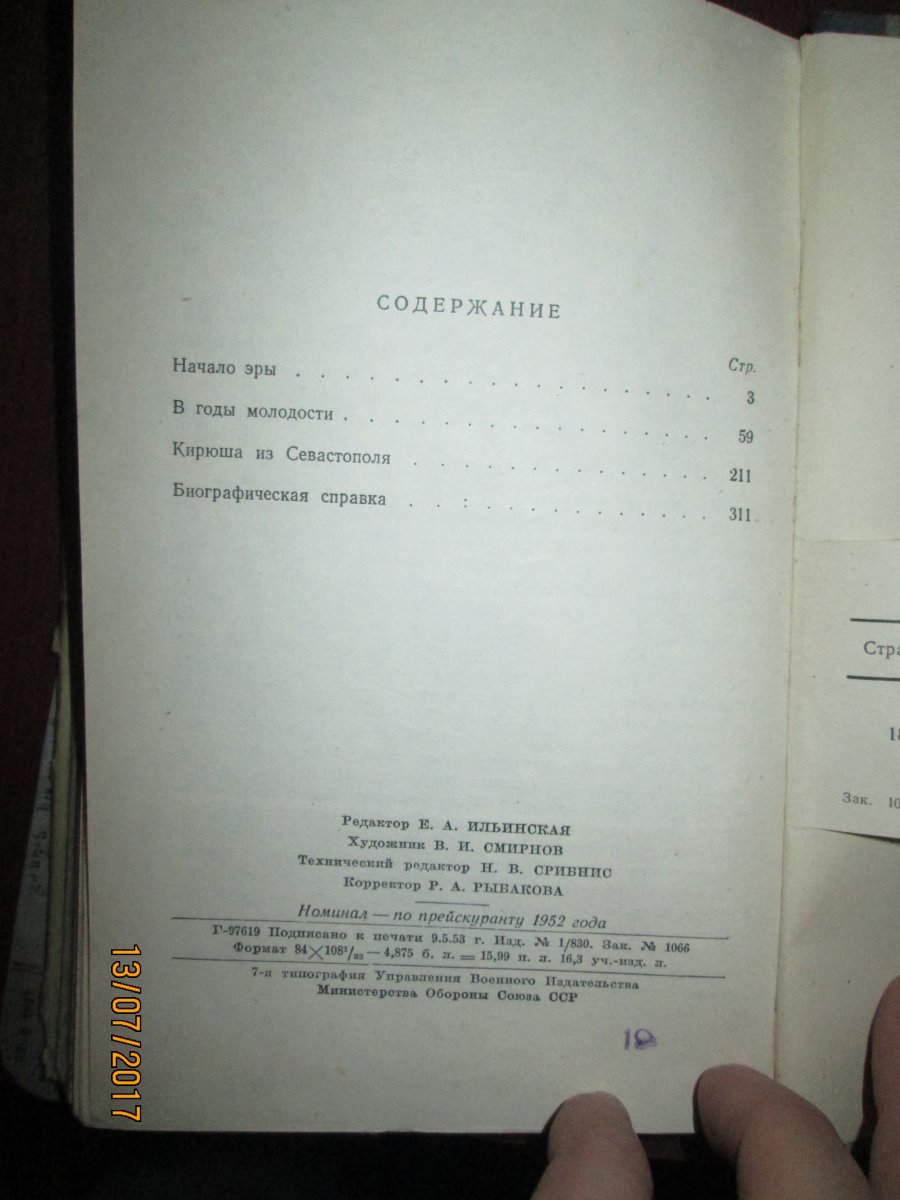 СОДЕРЖАНИЕ
Стр.
Начало эры . . . . . . . . . . . . . . . . . . 3
В годы молодости . . . . . . . . . . . . . . . 59
Кирюша из Севастополя . . . . . . . . . . . . . 211
Биографическая справка . . : . . . . . . . . . . 311
Редактор Е. А. ИЛЬИНСКАЯ
Художник В. И. СМИРНОВ
Технический редактор Н. В. СРИБНИС
Корректор Р. А. РЫБАКОВА
Номинал — по прейскуранту 1952 года
Г-97619 Подписано к печати 9.5.53 г. Изд. № 1/830. Зак. № 1066
Формат 84×108¹/₃₂ — 4,875 б. л. = 15,99 п. л. 16,3 уч.-изд. л.
7-я типография Управления Военного Издательства
Министерства Обороны Союза ССР
Стра
18
Зак. 10
13/07/2017